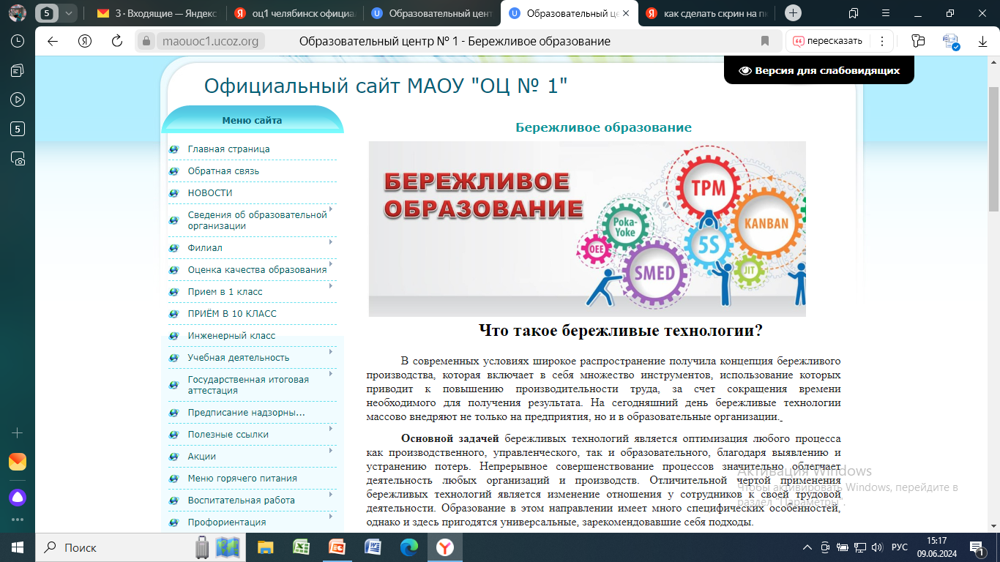 5
3 · Входящие — Яндекс
оц1 челябинск официал
Образовательный цент
Образовательный це
как сделать скрин на пк
maouoc1.ucoz.org
Образовательный центр № 1 - Бережливое образование
пересказать
5
Версия для слабовидящих
Официальный сайт МАОУ "ОЦ № 1"
Меню сайта
Главная страница
Обратная связь
НОВОСТИ
Сведения об образовательной
организации
Филиал
Оценка качества образования
Прием в 1 класс
ПРИЁМ В 10 КЛАСС
Инженерный класс
Учебная деятельность
Государственная итоговая
аттестация
Предписание надзорны...
Полезные ссылки
Акции
Меню горячего питания
Воспитательная работа
Профориентация
Бережливое образование
БЕРЕЖЛИВОЕ
ОБРАЗОВАНИЕ
TPM
Poka-
Yoke
KANBAN
OEE
5S
SMED
JIT
Что такое бережливые технологии?
В современных условиях широкое распространение получила концепция бережливого
производства, которая включает в себя множество инструментов, использование которых
приводит к повышению производительности труда, за счет сокращения времени
необходимого для получения результата. На сегодняшний день бережливые технологии
массово внедряют не только на предприятия, но и в образовательные организации.
Основной задачей бережливых технологий является оптимизация любого процесса
как производственного, управленческого, так и образовательного, благодаря выявлению и
устранению потерь. Непрерывное совершенствование процессов значительно облегчает
деятельность любых организаций и производств. Отличительной чертой применения
бережливых технологий является изменение отношения у сотрудников к своей трудовой
деятельности. Образование в этом направлении имеет много специфических особенностей,
однако и здесь пригодятся универсальные, зарекомендовавшие себя подходы.
Активация Windows
Чтобы активировать Windows, перейдите в
раздел "Параметры".
Поиск
РУС
15:17
09.06.2024
1